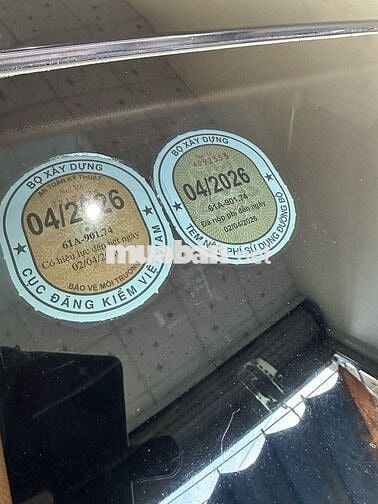 BỘ XÂY DỰNG
AN TOÀN KỸ THUẬT
04/2026
61A-901.74
Có hiệu lực đến hết ngày
02/04/
BẢO VỆ MÔI TRƯỜNG
CỤC ĐĂNG KIỂM VIỆT NAM
BỘ XÂY DỰNG
4092555
04/2026
61A-901.74
Đã nộp phí đến ngày
02/04/2026
TEM NỘP PHÍ SỬ DỤNG ĐƯỜNG BỘ
muaban.net